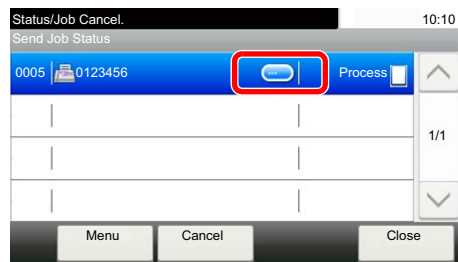 Status/Job Cancel. 10:10
Send Job Status
0005 0123456 ... Process
1/1
Menu Cancel Close